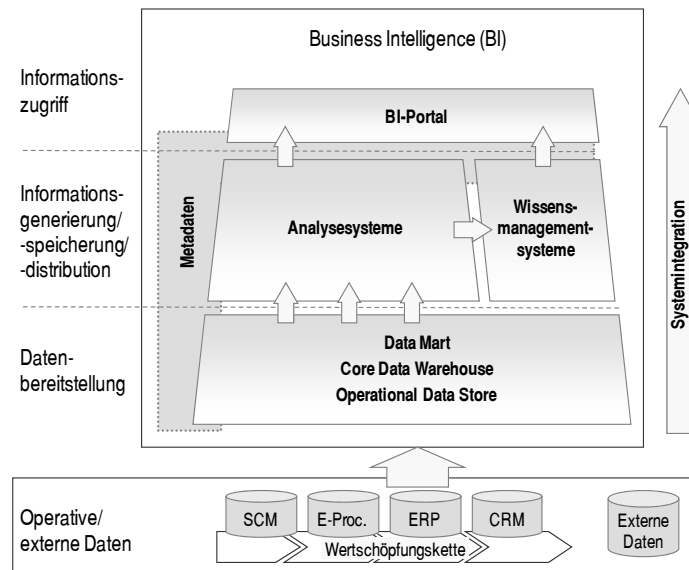 Business Intelligence (BI)
Informations-
zugriff
BI-Portal
Informations-
generierung/
-speicherung/
-distribution
Metadaten
Analysesysteme
Wissens-
management-
systeme
Systemintegration
Daten-
bereitstellung
Data Mart
Core Data Warehouse
Operational Data Store
Operative/
externe Daten
SCM
E-Proc.
ERP
CRM
Wertschöpfungskette
Externe
Daten